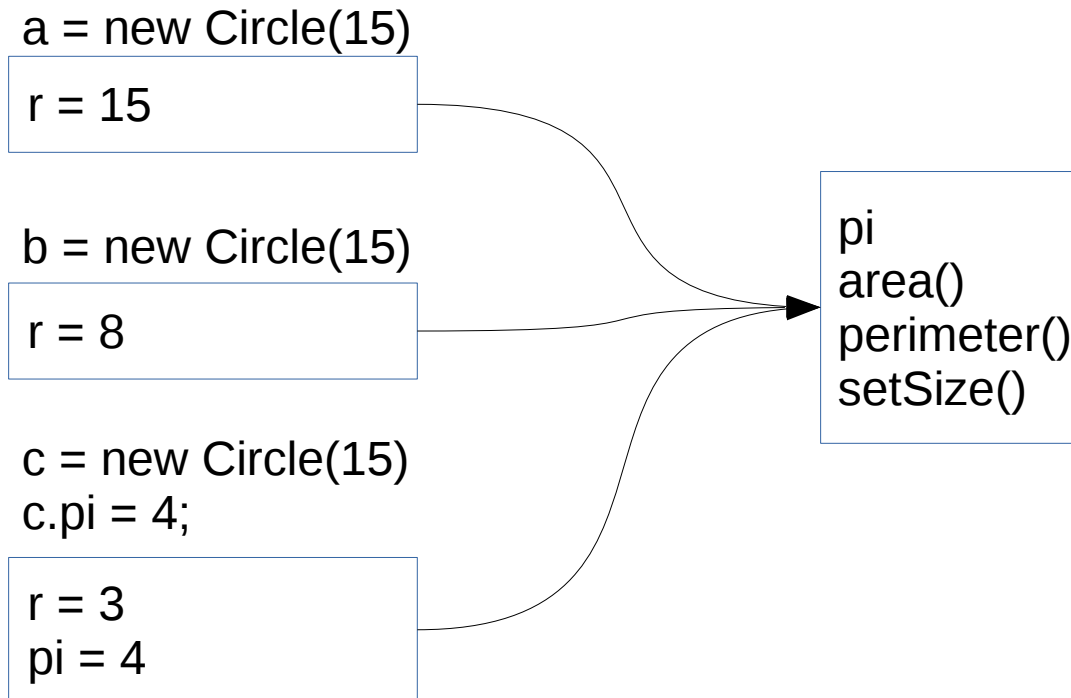 a = new Circle(15)
r = 15
b = new Circle(15)
r = 8
c = new Circle(15)
c.pi = 4;
r = 3
pi = 4
pi
area()
perimeter()
setSize()